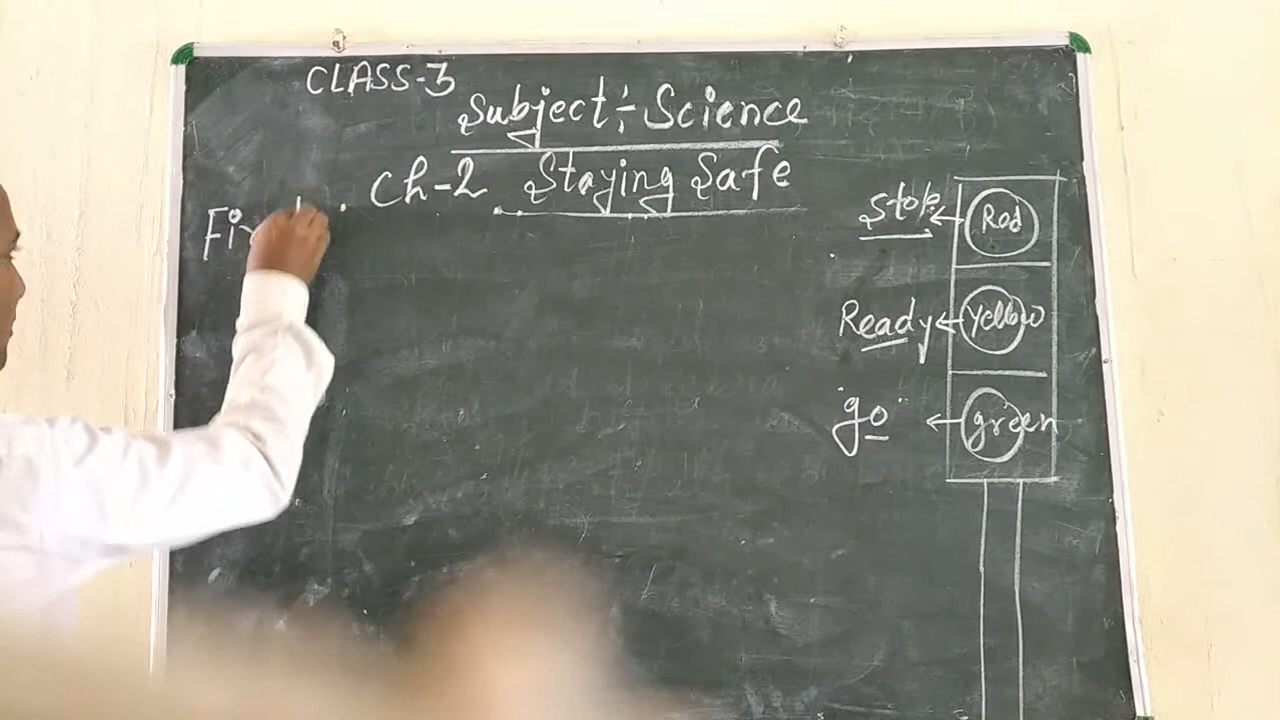 CLASS-3
Subject :- Science
Ch-2 Staying Safe
Stop Red
Ready Yellow
go green